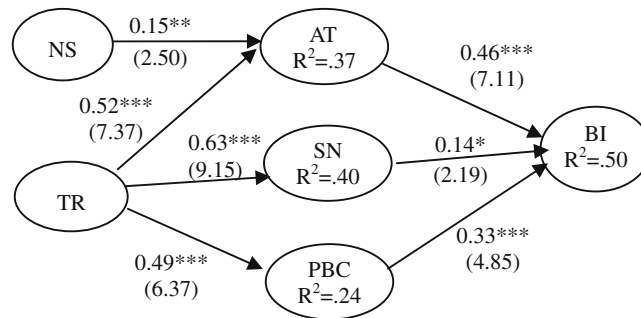 0.15**
(2.50)
NS
AT
R²=.37
0.46***
(7.11)
0.52***
(7.37)
0.63***
(9.15)
SN
R²=.40
0.14*
(2.19)
BI
R²=.50
TR
0.49***
(6.37)
PBC
R²=.24
0.33***
(4.85)